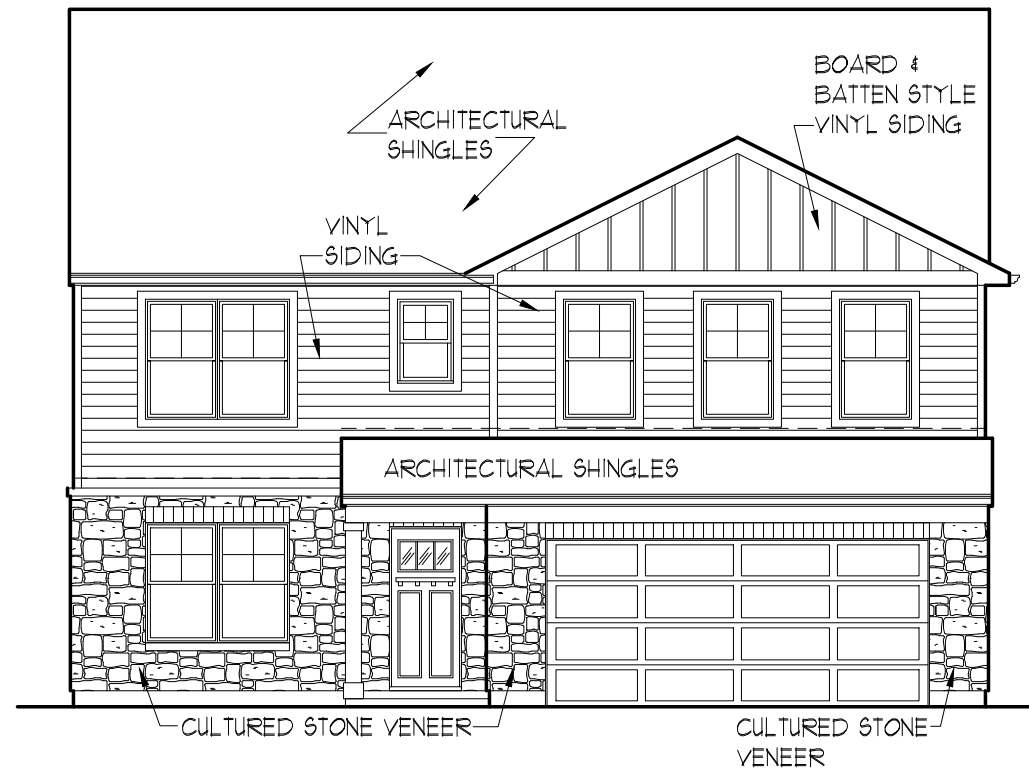 BOARD &
BATTEN STYLE
VINYL SIDING
ARCHITECTURAL
SHINGLES
VINYL
SIDING
ARCHITECTURAL SHINGLES
CULTURED STONE VENEER
CULTURED STONE
VENEER